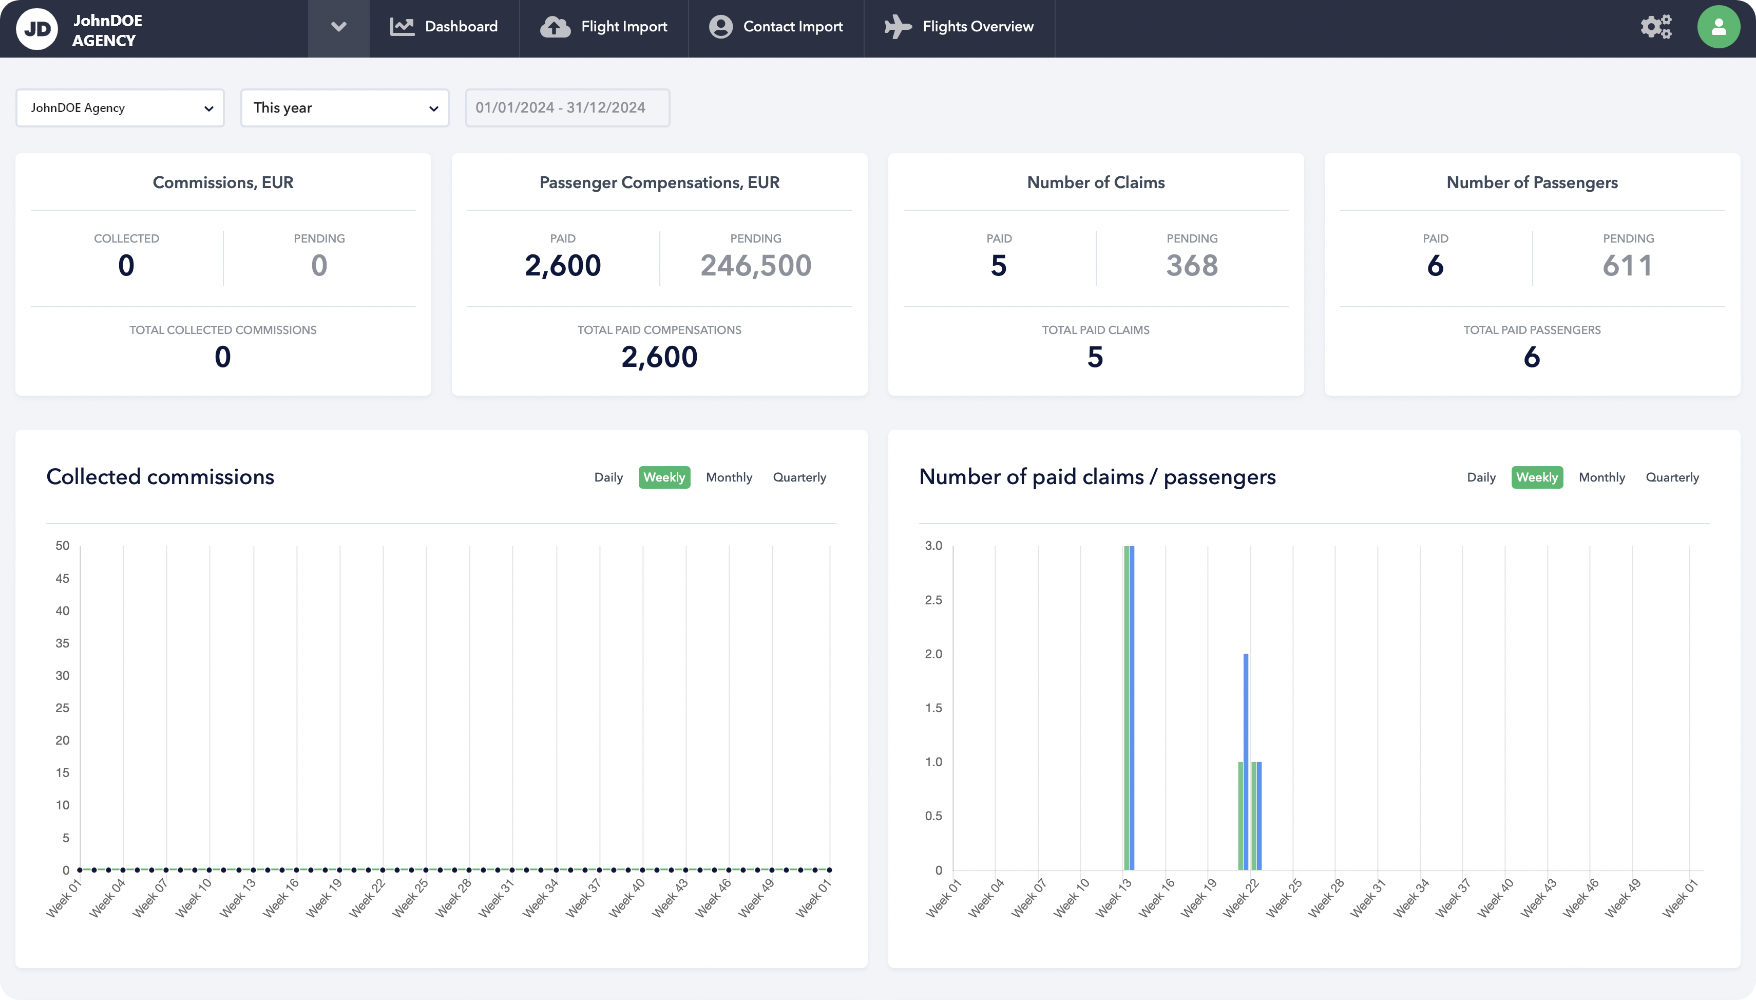 JD
JohnDOE
AGENCY
Dashboard
Flight Import
Contact Import
Flights Overview
JohnDOE Agency
This year
01/01/2024 - 31/12/2024
Commissions, EUR
COLLECTED
0
PENDING
0
TOTAL COLLECTED COMMISSIONS
0
Passenger Compensations, EUR
PAID
2,600
PENDING
246,500
TOTAL PAID COMPENSATIONS
2,600
Number of Claims
PAID
5
PENDING
368
TOTAL PAID CLAIMS
5
Number of Passengers
PAID
6
PENDING
611
TOTAL PAID PASSENGERS
6
Collected commissions
Daily
Weekly
Monthly
Quarterly
50
45
40
35
30
25
20
15
10
5
0
Week 01
Week 04
Week 07
Week 10
Week 13
Week 16
Week 19
Week 22
Week 25
Week 28
Week 31
Week 34
Week 37
Week 40
Week 43
Week 46
Week 49
Week 01
Number of paid claims / passengers
Daily
Weekly
Monthly
Quarterly
3.0
2.5
2.0
1.5
1.0
0.5
0
Week 01
Week 04
Week 07
Week 10
Week 13
Week 16
Week 19
Week 22
Week 25
Week 28
Week 31
Week 34
Week 37
Week 40
Week 43
Week 46
Week 49
Week 01